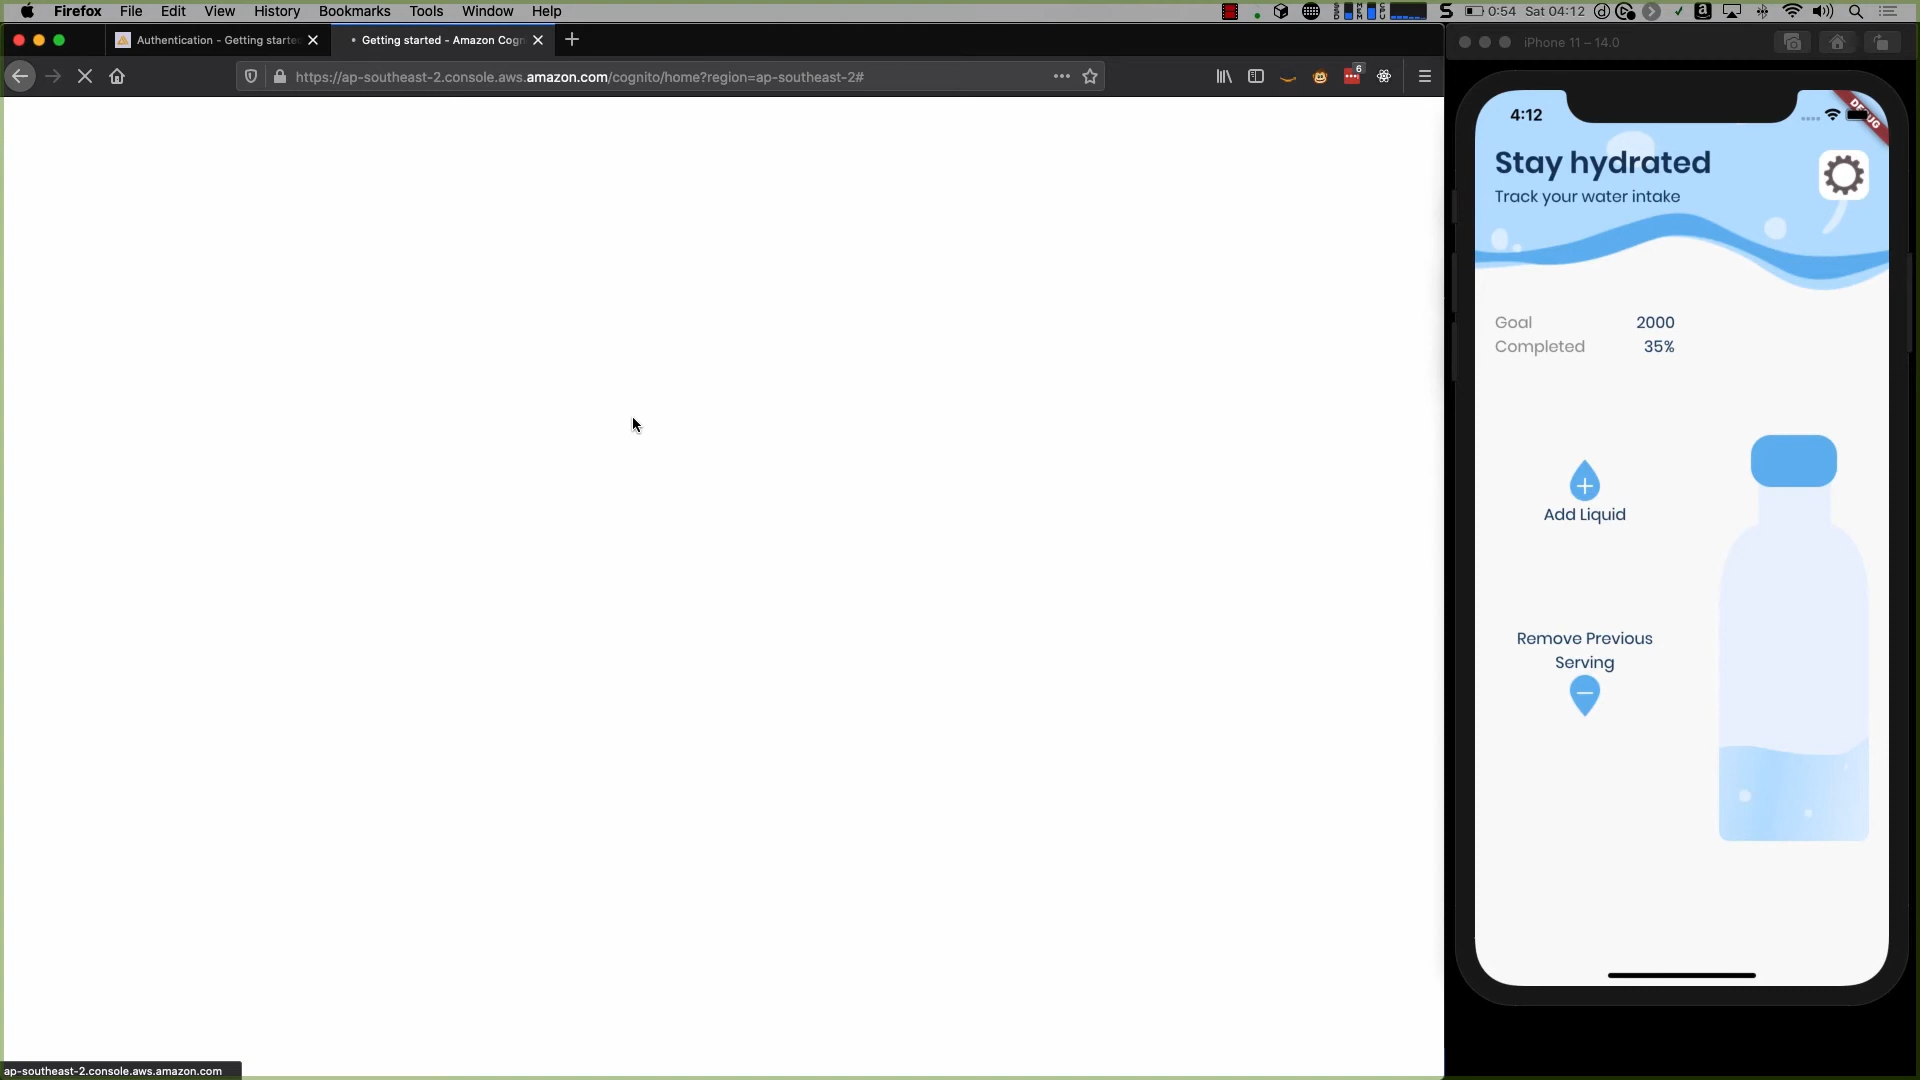 Firefox File Edit View History Bookmarks Tools Window Help 0:54 Sat 04:12
Authentication - Getting starte
Getting started - Amazon Cogn
iPhone 11 – 14.0
https://ap-southeast-2.console.aws.amazon.com/cognito/home?region=ap-southeast-2#
6
4:12
DEBUG
Stay hydrated
Track your water intake
Goal 2000
Completed 35%
Add Liquid
Remove Previous
Serving
ap-southeast-2.console.aws.amazon.com